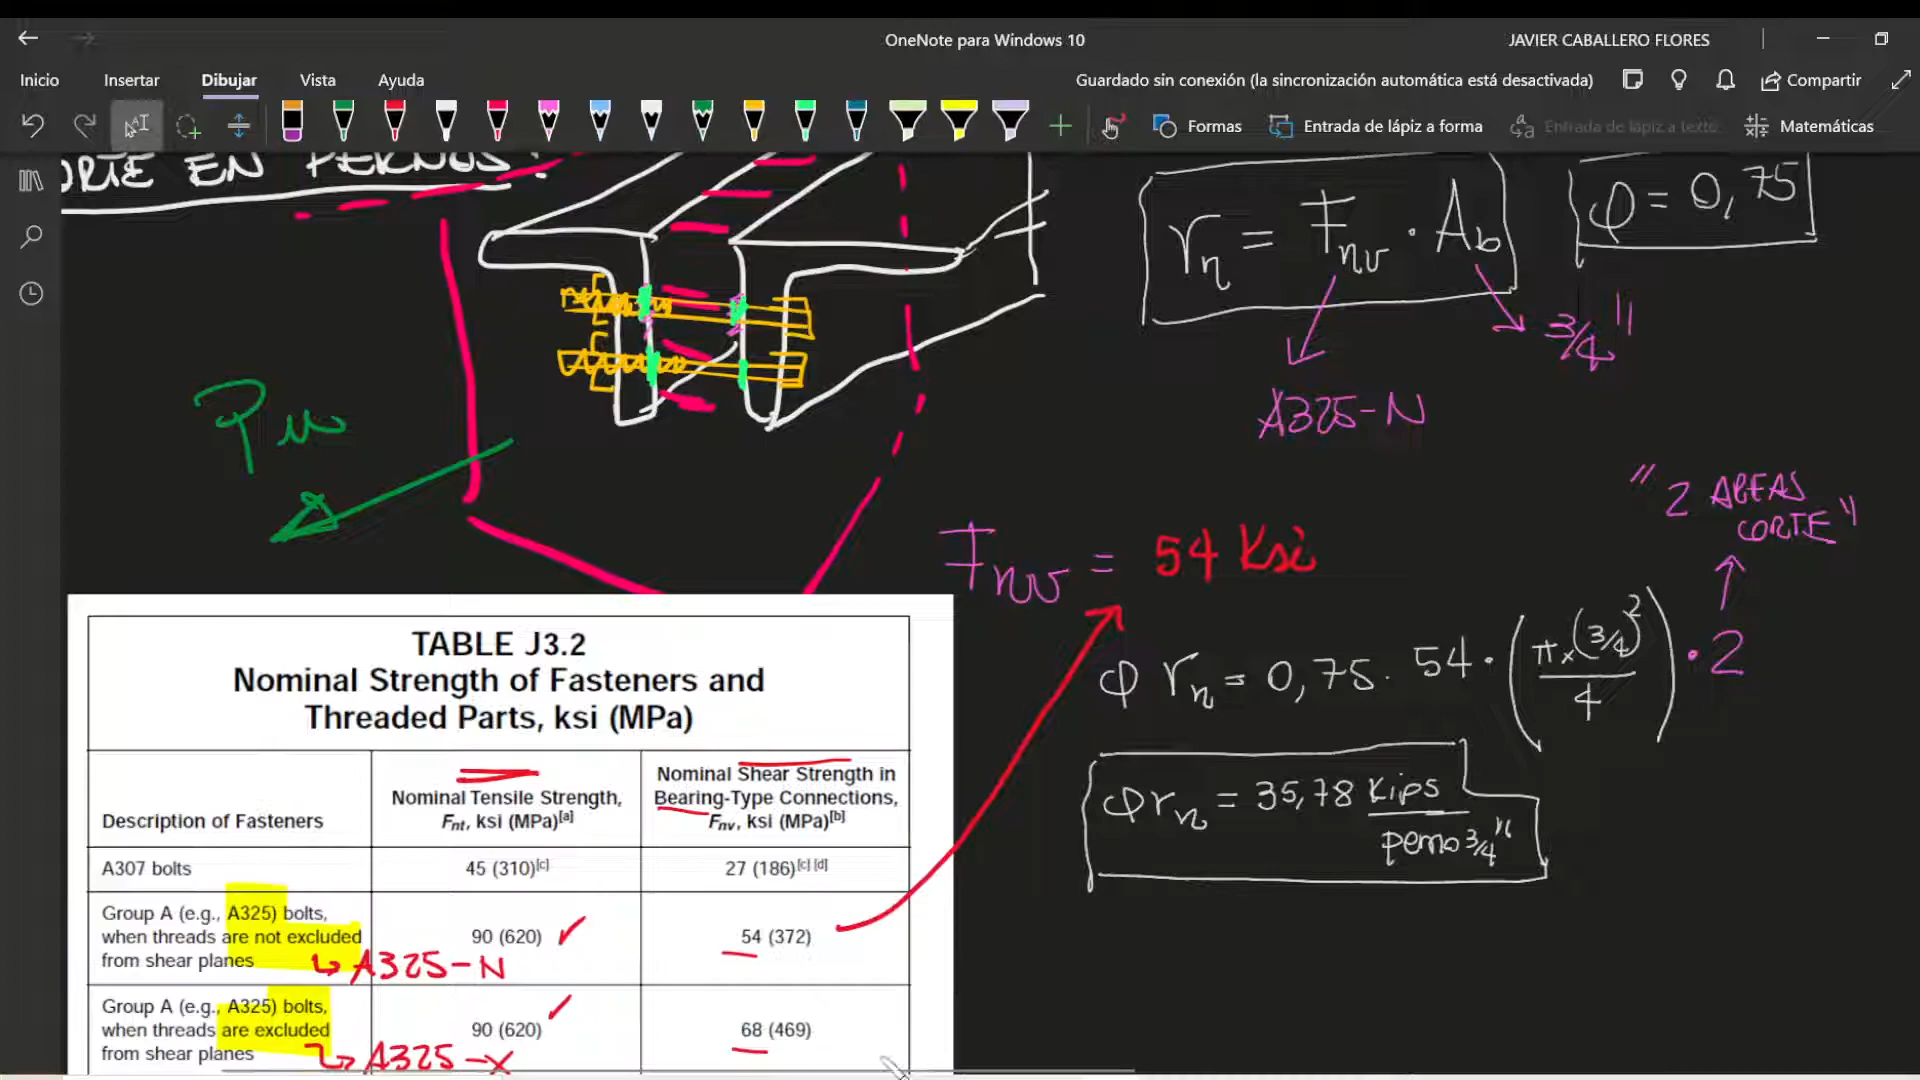 OneNote para Windows 10
JAVIER CABALLERO FLORES
Inicio
Insertar
Dibujar
Vista
Ayuda
Guardado sin conexión (la sincronización automática está desactivada)
Compartir
Formas
Entrada de lápiz a forma
Entrada de lápiz a texto
Matemáticas
ORTE EN PERNOS:
rn = Fnv · Ab
φ = 0,75
3/4"
A325-N
Pu
"2 AREAS
CORTE"
Fnv = 54 Ksi
φ rn = 0,75 · 54 · (π×(3/4)²/4) · 2
φrn = 35,78 Kips/perno 3/4"
TABLE J3.2
Nominal Strength of Fasteners and
Threaded Parts, ksi (MPa)
Description of Fasteners
Nominal Tensile Strength,
Fnt, ksi (MPa)[a]
Nominal Shear Strength in
Bearing-Type Connections,
Fnv, ksi (MPa)[b]
A307 bolts
45 (310)[c]
27 (186)[c] [d]
Group A (e.g., A325) bolts,
when threads are not excluded
from shear planes
A325-N
90 (620)
54 (372)
Group A (e.g., A325) bolts,
when threads are excluded
from shear planes
A325-X
90 (620)
68 (469)